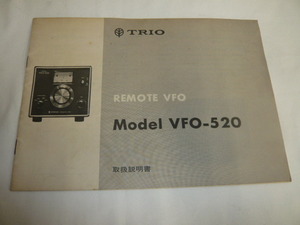 TRIO
REMOTE VFO
Model VFO-520
取扱説明書